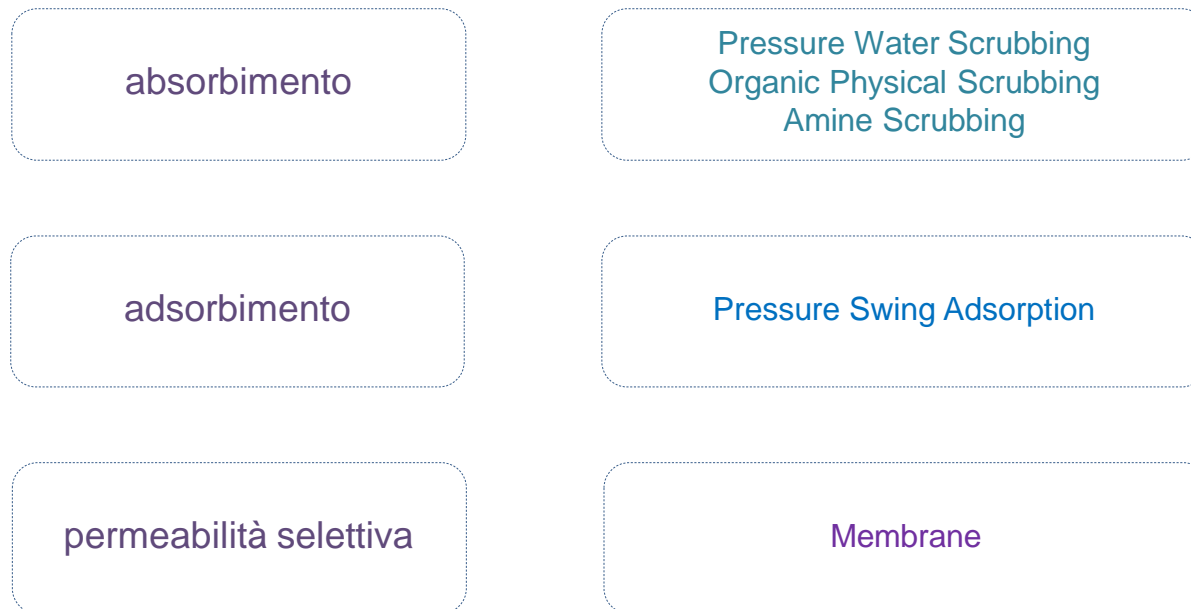 absorbimento
Pressure Water Scrubbing
Organic Physical Scrubbing
Amine Scrubbing
adsorbimento
Pressure Swing Adsorption
permeabilità selettiva
Membrane